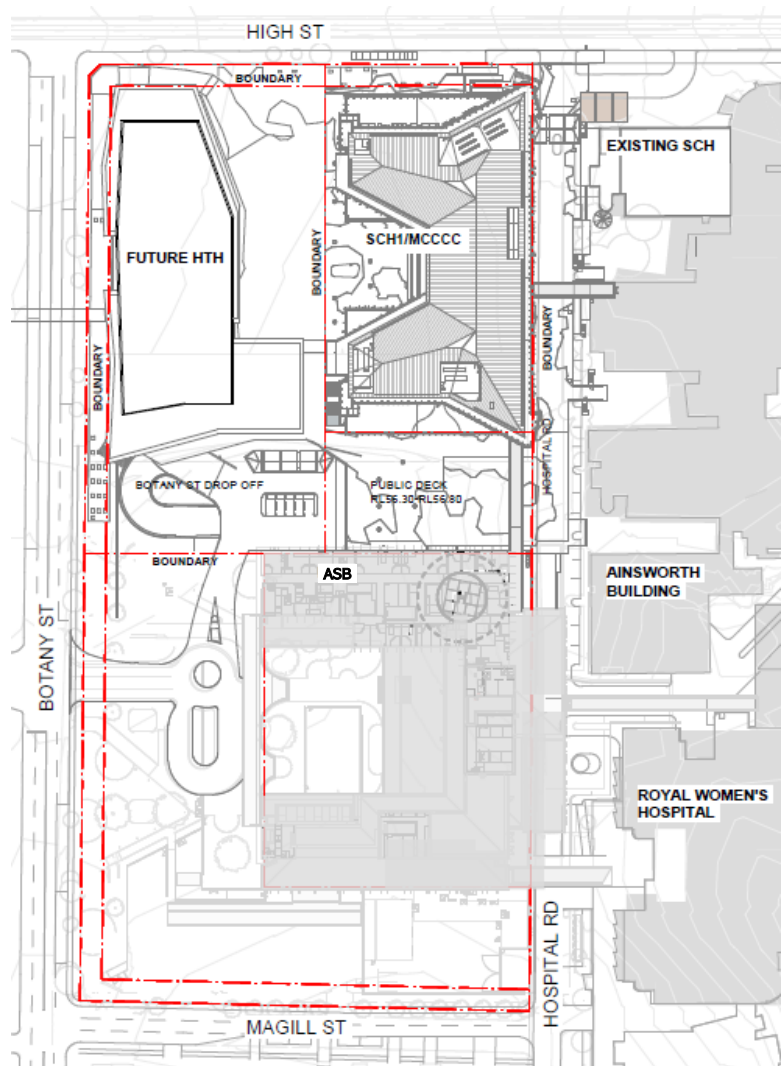 HIGH ST
BOUNDARY
EXISTING SCH
SCH1/MCCCC
FUTURE HTH
BOUNDARY
BOUNDARY
BOUNDARY
HOSPITAL RD
BOTANY ST DROP OFF
PUBLIC DECK
RL56.30-RL56.80
BOUNDARY
ASB
AINSWORTH
BUILDING
BOTANY ST
ROYAL WOMEN'S
HOSPITAL
HOSPITAL RD
MAGILL ST